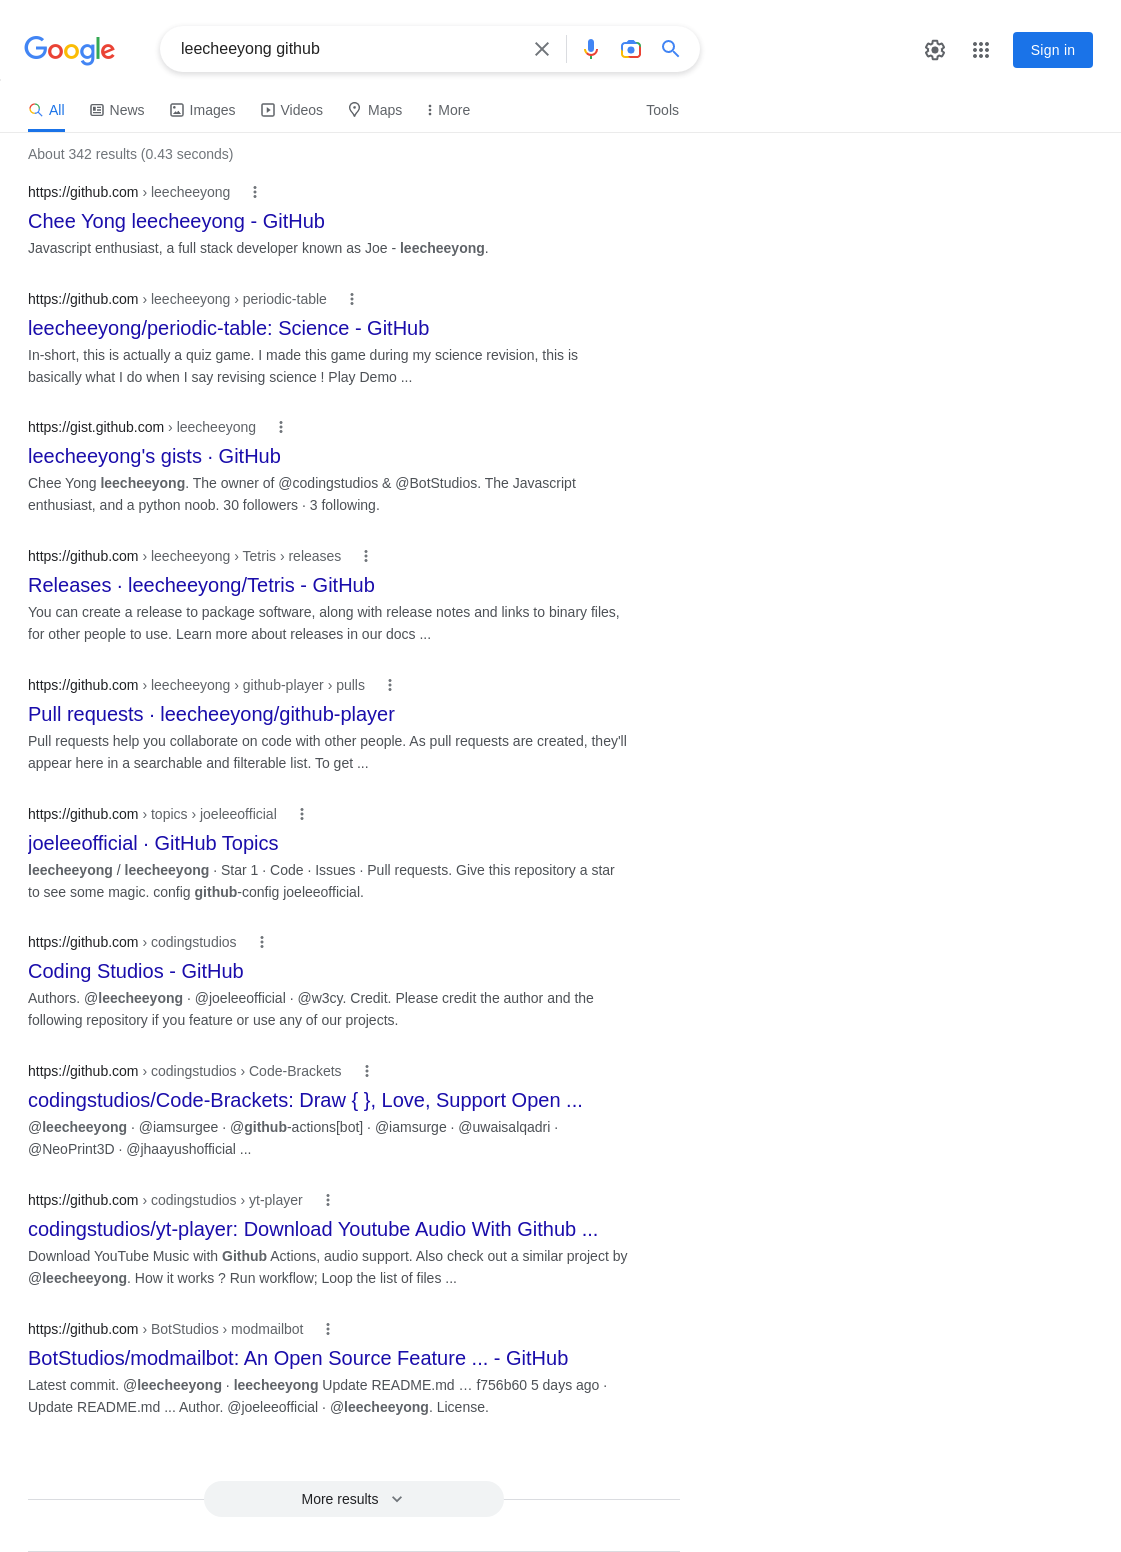 Google
leecheeyong github
Sign in
All
News
Images
Videos
Maps
More
Tools
About 342 results (0.43 seconds)
https://github.com › leecheeyong
Chee Yong leecheeyong - GitHub
Javascript enthusiast, a full stack developer known as Joe - leecheeyong.
https://github.com › leecheeyong › periodic-table
leecheeyong/periodic-table: Science - GitHub
In-short, this is actually a quiz game. I made this game during my science revision, this is
basically what I do when I say revising science ! Play Demo ...
https://gist.github.com › leecheeyong
leecheeyong's gists · GitHub
Chee Yong leecheeyong. The owner of @codingstudios & @BotStudios. The Javascript
enthusiast, and a python noob. 30 followers · 3 following.
https://github.com › leecheeyong › Tetris › releases
Releases · leecheeyong/Tetris - GitHub
You can create a release to package software, along with release notes and links to binary files,
for other people to use. Learn more about releases in our docs ...
https://github.com › leecheeyong › github-player › pulls
Pull requests · leecheeyong/github-player
Pull requests help you collaborate on code with other people. As pull requests are created, they'll
appear here in a searchable and filterable list. To get ...
https://github.com › topics › joeleeofficial
joeleeofficial · GitHub Topics
leecheeyong / leecheeyong · Star 1 · Code · Issues · Pull requests. Give this repository a star
to see some magic. config github-config joeleeofficial.
https://github.com › codingstudios
Coding Studios - GitHub
Authors. @leecheeyong · @joeleeofficial · @w3cy. Credit. Please credit the author and the
following repository if you feature or use any of our projects.
https://github.com › codingstudios › Code-Brackets
codingstudios/Code-Brackets: Draw { }, Love, Support Open ...
@leecheeyong · @iamsurgee · @github-actions[bot] · @iamsurge · @uwaisalqadri ·
@NeoPrint3D · @jhaayushofficial ...
https://github.com › codingstudios › yt-player
codingstudios/yt-player: Download Youtube Audio With Github ...
Download YouTube Music with Github Actions, audio support. Also check out a similar project by
@leecheeyong. How it works ? Run workflow; Loop the list of files ...
https://github.com › BotStudios › modmailbot
BotStudios/modmailbot: An Open Source Feature ... - GitHub
Latest commit. @leecheeyong · leecheeyong Update README.md … f756b60 5 days ago ·
Update README.md ... Author. @joeleeofficial · @leecheeyong. License.
More results